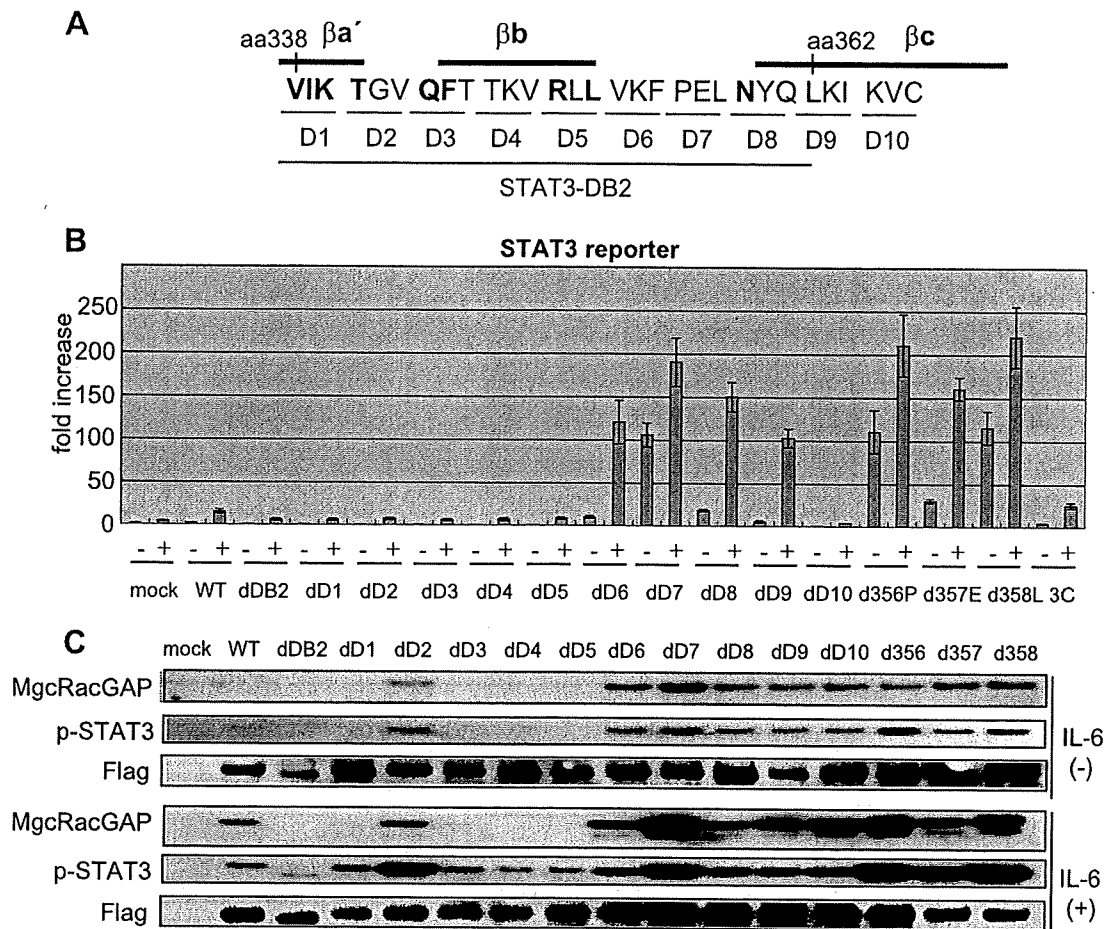 A
aa338 βa´ βb aa362 βc
VIK TGV QFT TKV RLL VKF PEL NYQ LKI KVC
D1 D2 D3 D4 D5 D6 D7 D8 D9 D10
STAT3-DB2
B
STAT3 reporter
fold increase
250
200
150
100
50
0
- + - + - + - + - + - + - + - + - + - + - + - + - + - + - + - + - +
mock WT dDB2 dD1 dD2 dD3 dD4 dD5 dD6 dD7 dD8 dD9 dD10 d356P d357E d358L 3C
C
mock WT dDB2 dD1 dD2 dD3 dD4 dD5 dD6 dD7 dD8 dD9 dD10 d356 d357 d358
MgcRacGAP
p-STAT3
Flag
IL-6
(-)
MgcRacGAP
p-STAT3
Flag
IL-6
(+)